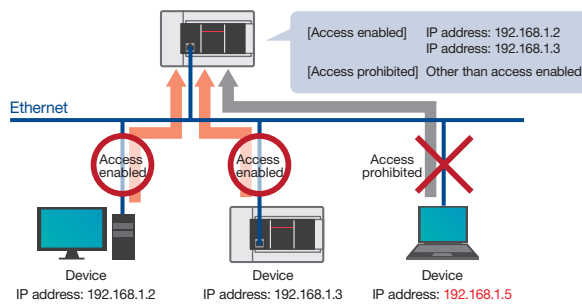 [Access enabled] IP address: 192.168.1.2
IP address: 192.168.1.3
[Access prohibited] Other than access enabled
Ethernet
Access
enabled
Access
enabled
Access
prohibited
Device
IP address: 192.168.1.2
Device
IP address: 192.168.1.3
Device
IP address: 192.168.1.5